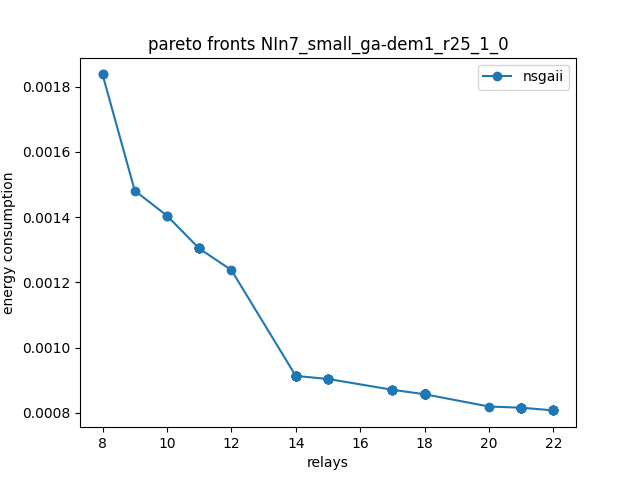 pareto fronts NIn7_small_ga-dem1_r25_1_0
nsgaii
energy consumption
0.0018
0.0016
0.0014
0.0012
0.0010
0.0008
8 10 12 14 16 18 20 22
relays